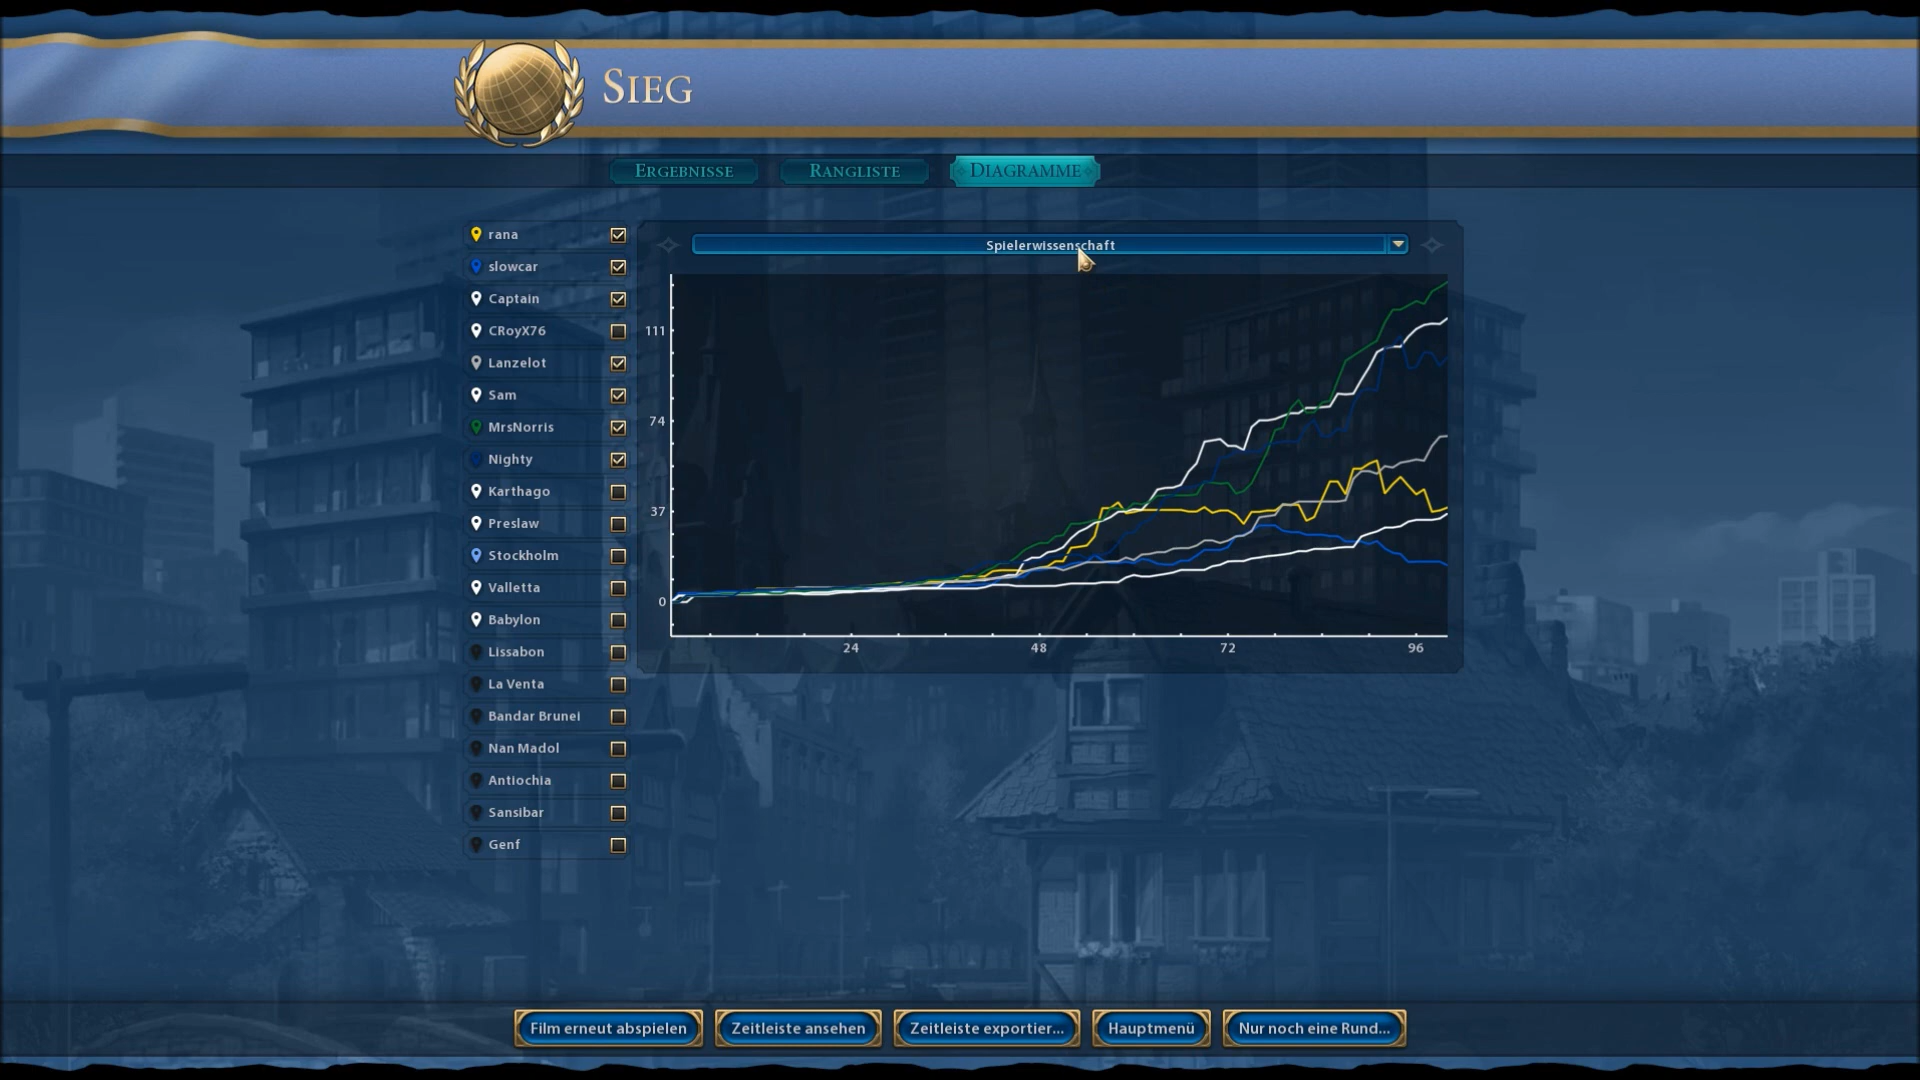 SIEG
ERGEBNISSE
RANGLISTE
DIAGRAMME
rana
slowcar
Captain
CRoyX76
Lanzelot
Sam
MrsNorris
Nighty
Karthago
Preslaw
Stockholm
Valletta
Babylon
Lissabon
La Venta
Bandar Brunei
Nan Madol
Antiochia
Sansibar
Genf
Spielerwissenschaft
111
74
37
0
24
48
72
96
Film erneut abspielen
Zeitleiste ansehen
Zeitleiste exportier...
Hauptmenü
Nur noch eine Rund...